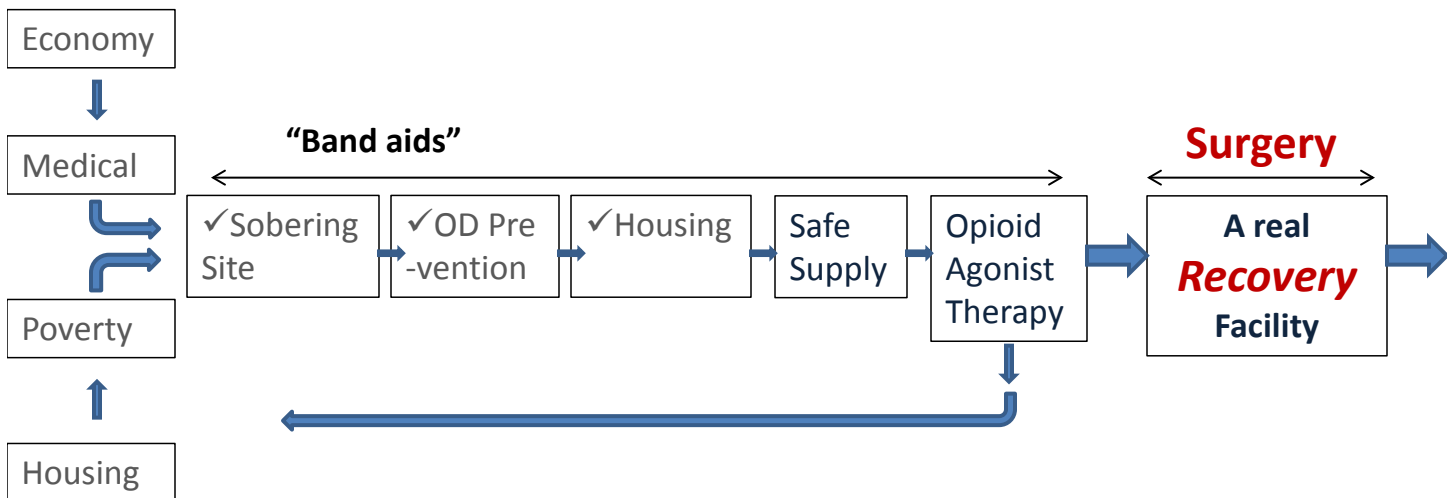 Economy
Medical
Poverty
Housing
“Band aids”
✓Sobering
Site
✓OD Pre
-vention
✓Housing
Safe
Supply
Opioid
Agonist
Therapy
Surgery
A real
Recovery
Facility